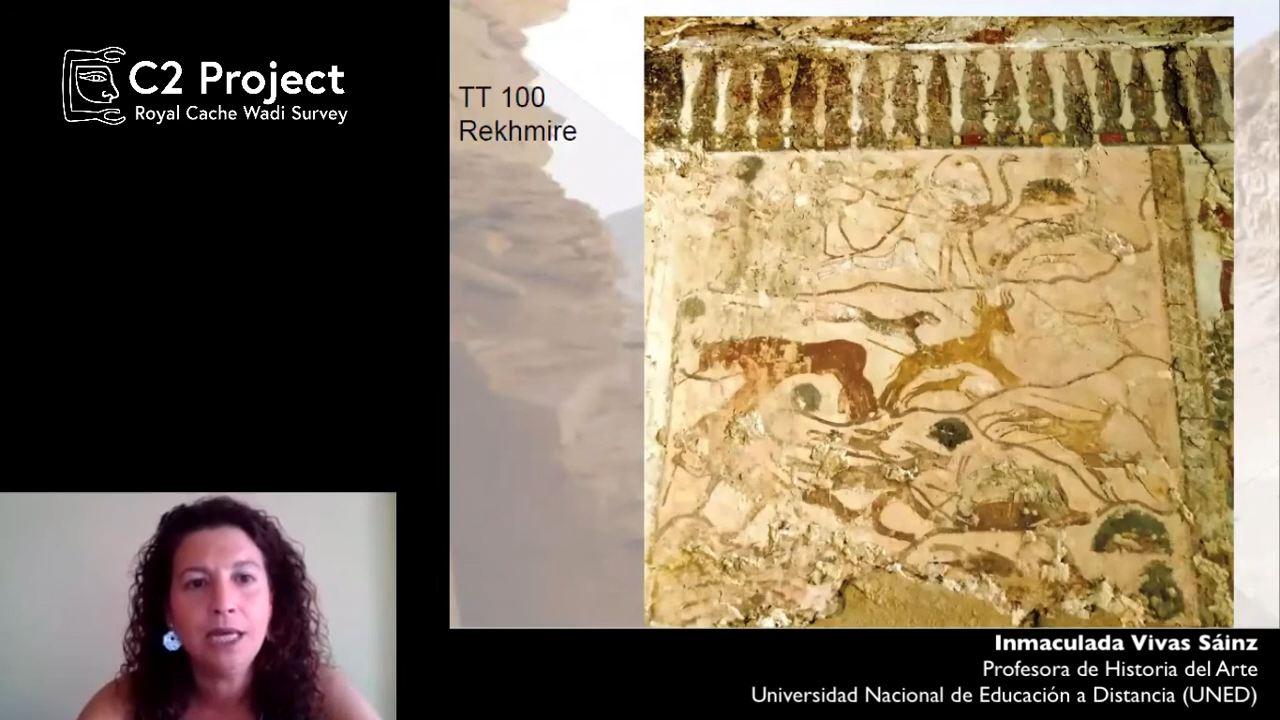 C2 Project
Royal Cache Wadi Survey
TT 100
Rekhmire
Inmaculada Vivas Sáinz
Profesora de Historia del Arte
Universidad Nacional de Educación a Distancia (UNED)